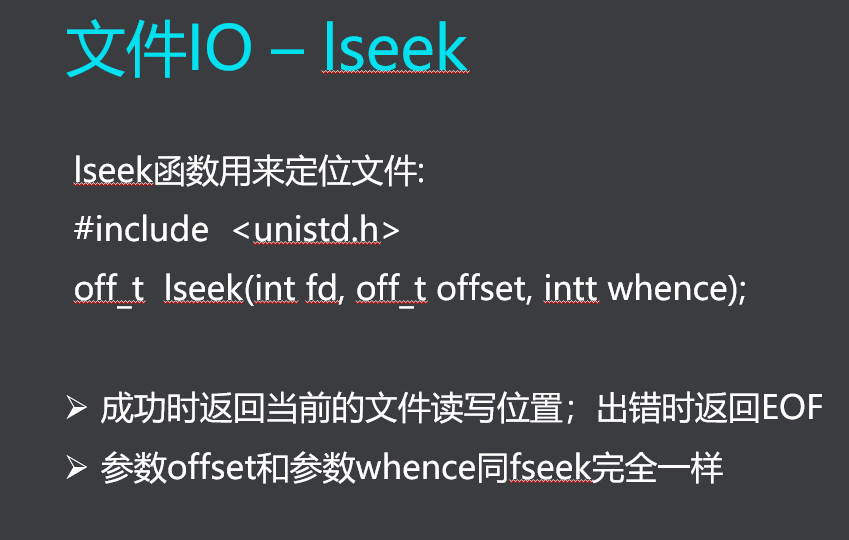 文件IO – lseek
lseek函数用来定位文件:
#include <unistd.h>
off_t lseek(int fd, off_t offset, intt whence);
➢ 成功时返回当前的文件读写位置；出错时返回EOF
➢ 参数offset和参数whence同fseek完全一样